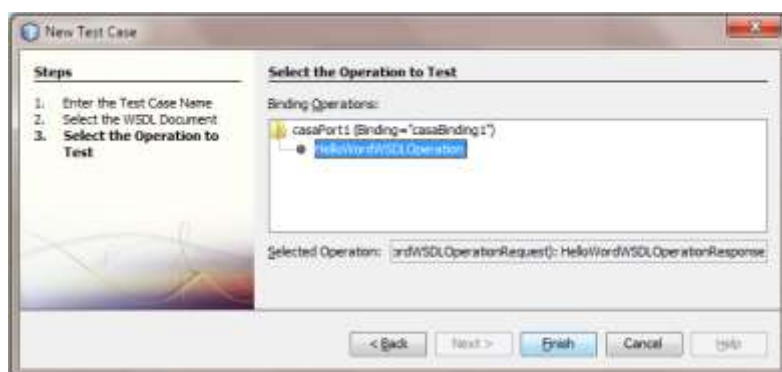 New Test Case
Steps
1. Enter the Test Case Name
2. Select the WSDL Document
3. Select the Operation to
Test
Select the Operation to Test
Binding Operations:
casaPort1 (Binding="casaBinding1")
HelloWordWSDLOperation
Selected Operation: ordWSDLOperationRequest(): HelloWordWSDLOperationResponse
< Back Next > Finish Cancel Help